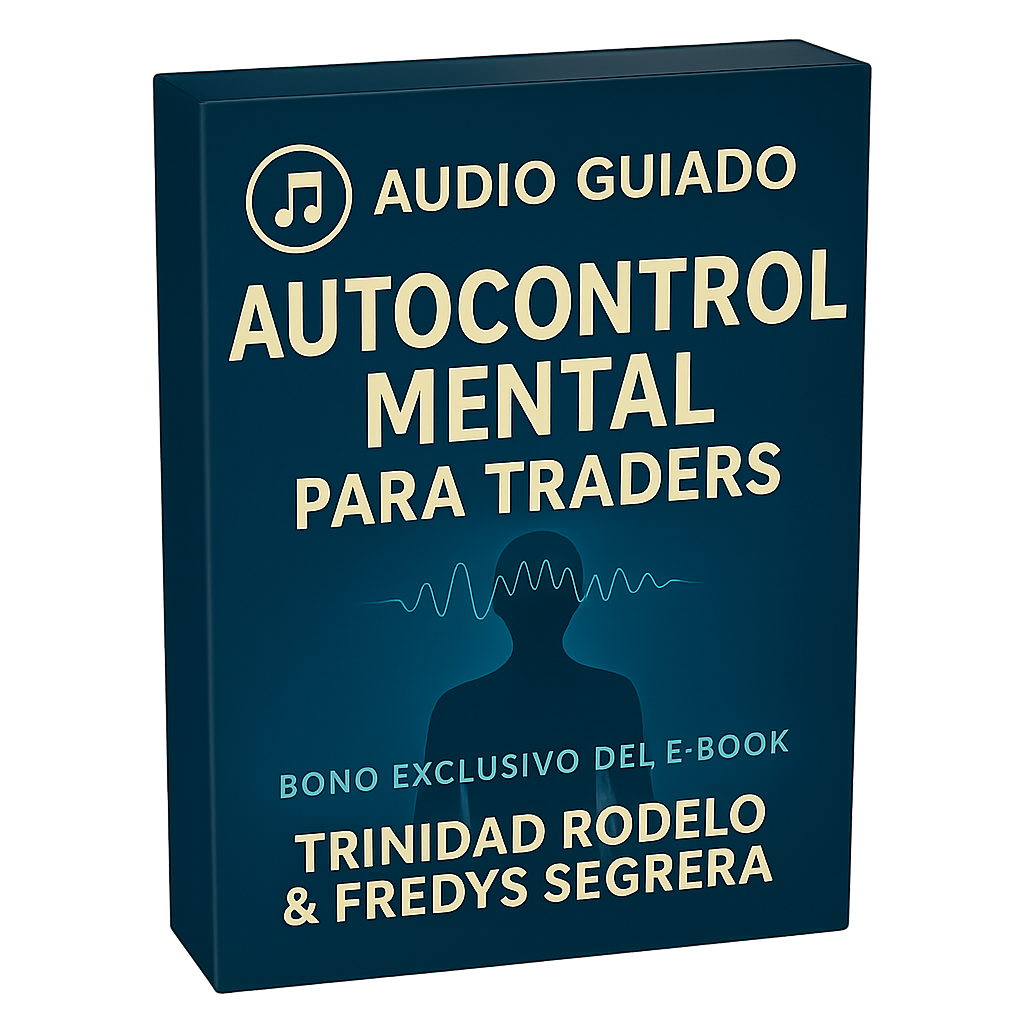 AUDIO GUIADO
AUTOCONTROL
MENTAL
PARA TRADERS
BONO EXCLUSIVO DEL E-BOOK
TRINIDAD RODELO
& FREDYS SEGRERA